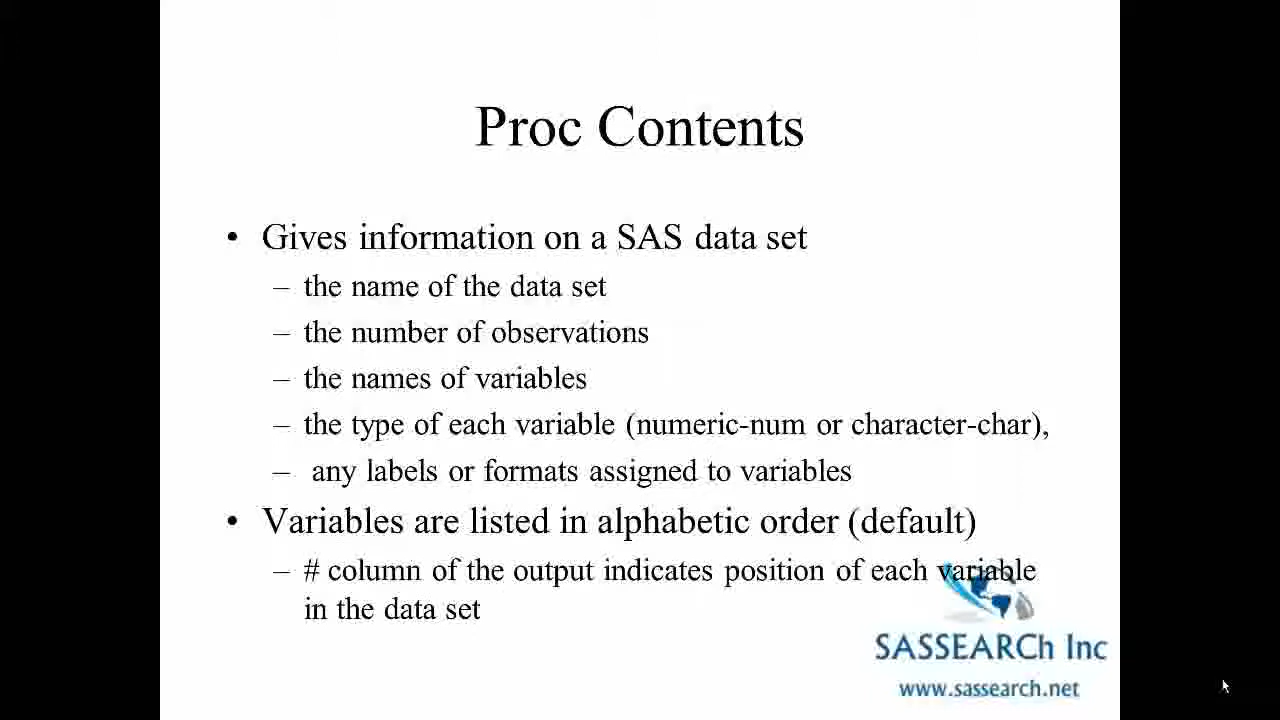 Proc Contents
• Gives information on a SAS data set
– the name of the data set
– the number of observations
– the names of variables
– the type of each variable (numeric-num or character-char),
– any labels or formats assigned to variables
• Variables are listed in alphabetic order (default)
– # column of the output indicates position of each variable
in the data set
SASSEARCh Inc
www.sassearch.net